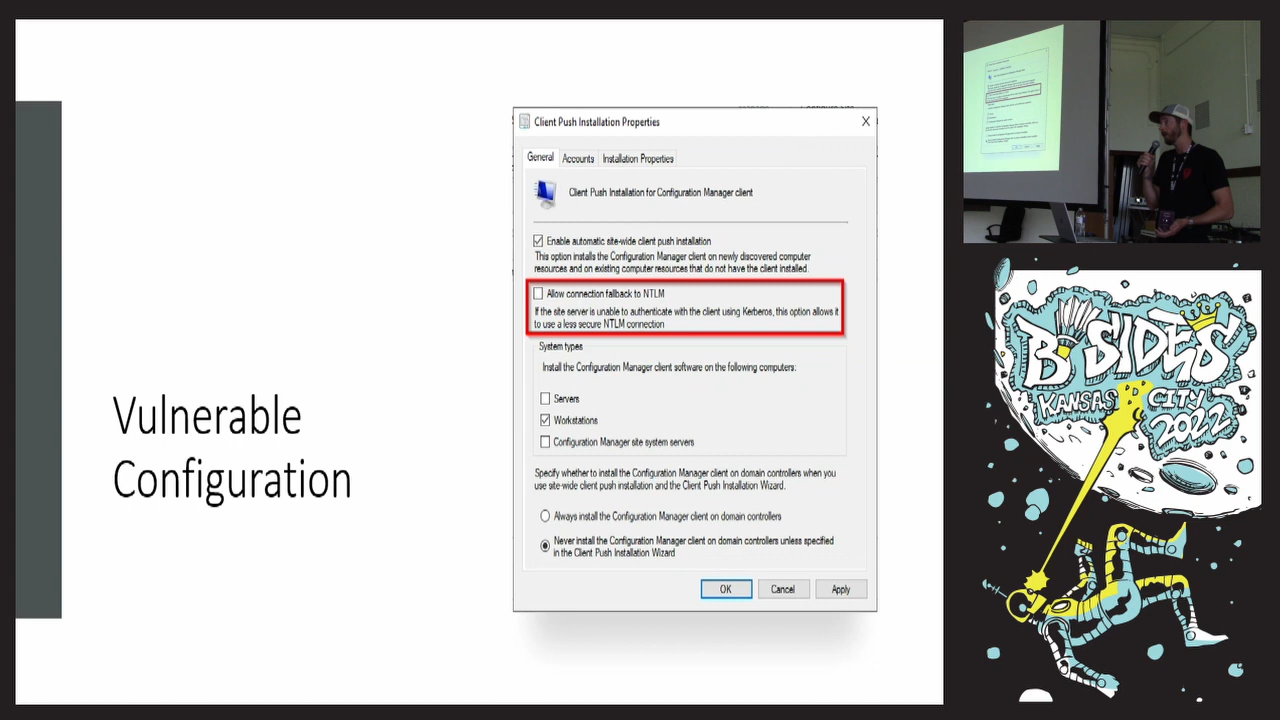 Vulnerable
Configuration
Client Push Installation Properties
X
General
Accounts
Installation Properties
Client Push Installation for Configuration Manager client
Enable automatic site-wide client push installation
This option installs the Configuration Manager client on newly discovered computer
resources and on existing computer resources that do not have the client installed.
Allow connection fallback to NTLM
If the site server is unable to authenticate with the client using Kerberos, this option allows it
to use a less secure NTLM connection
System types
Install the Configuration Manager client software on the following computers:
Servers
Workstations
Configuration Manager site system servers
Specify whether to install the Configuration Manager client on domain controllers when you
use site-wide client push installation and the Client Push Installation Wizard.
Always install the Configuration Manager client on domain controllers
Never install the Configuration Manager client on domain controllers unless specified
in the Client Push Installation Wizard
OK
Cancel
Apply
BSIDES
KANSAS CITY
2022